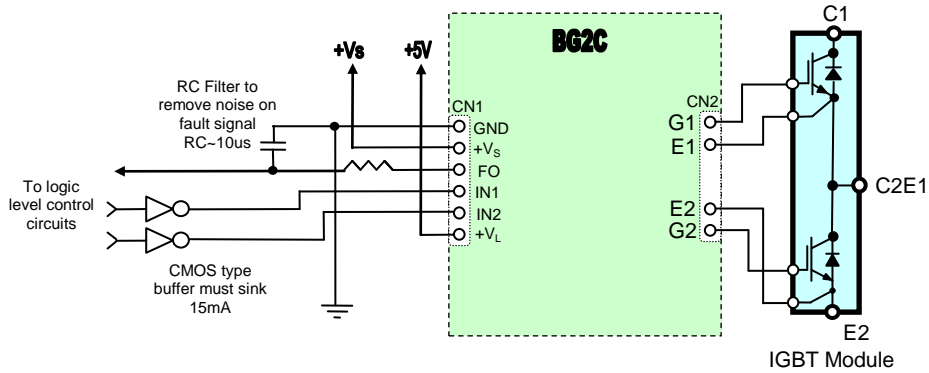 BG2C
C1
+Vs
+5V
RC Filter to
remove noise on
fault signal
RC~10us
CN1
CN2
GND
+VS
FO
IN1
IN2
+VL
G1
E1
E2
G2
C2E1
To logic
level control
circuits
CMOS type
buffer must sink
15mA
E2
IGBT Module